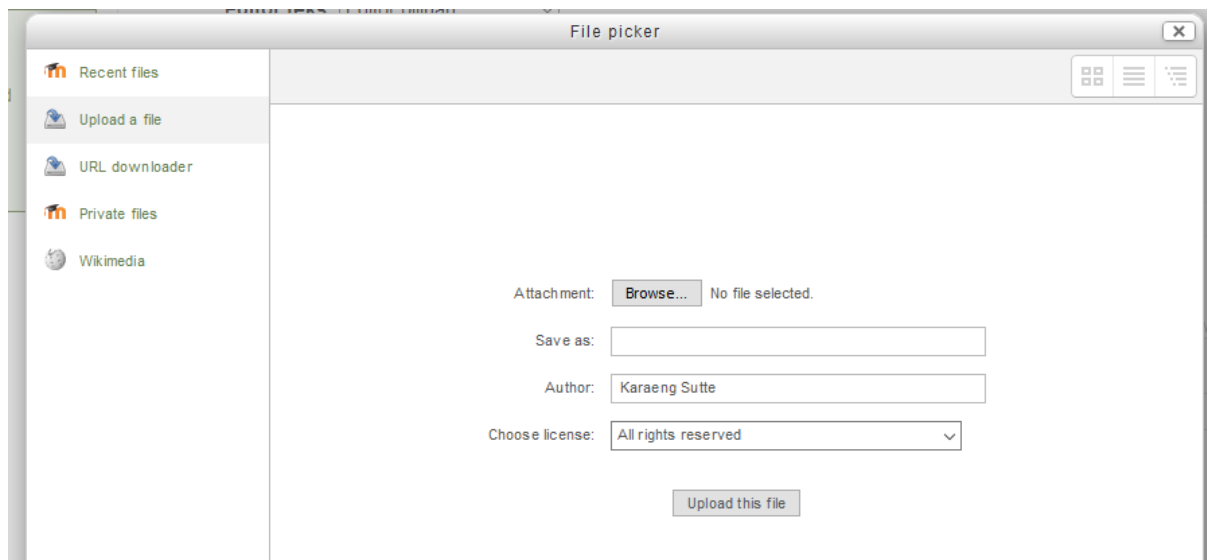 File picker
Recent files
Upload a file
URL downloader
Private files
Wikimedia
Attachment: Browse... No file selected.
Save as:
Author: Karaeng Sutte
Choose license: All rights reserved
Upload this file